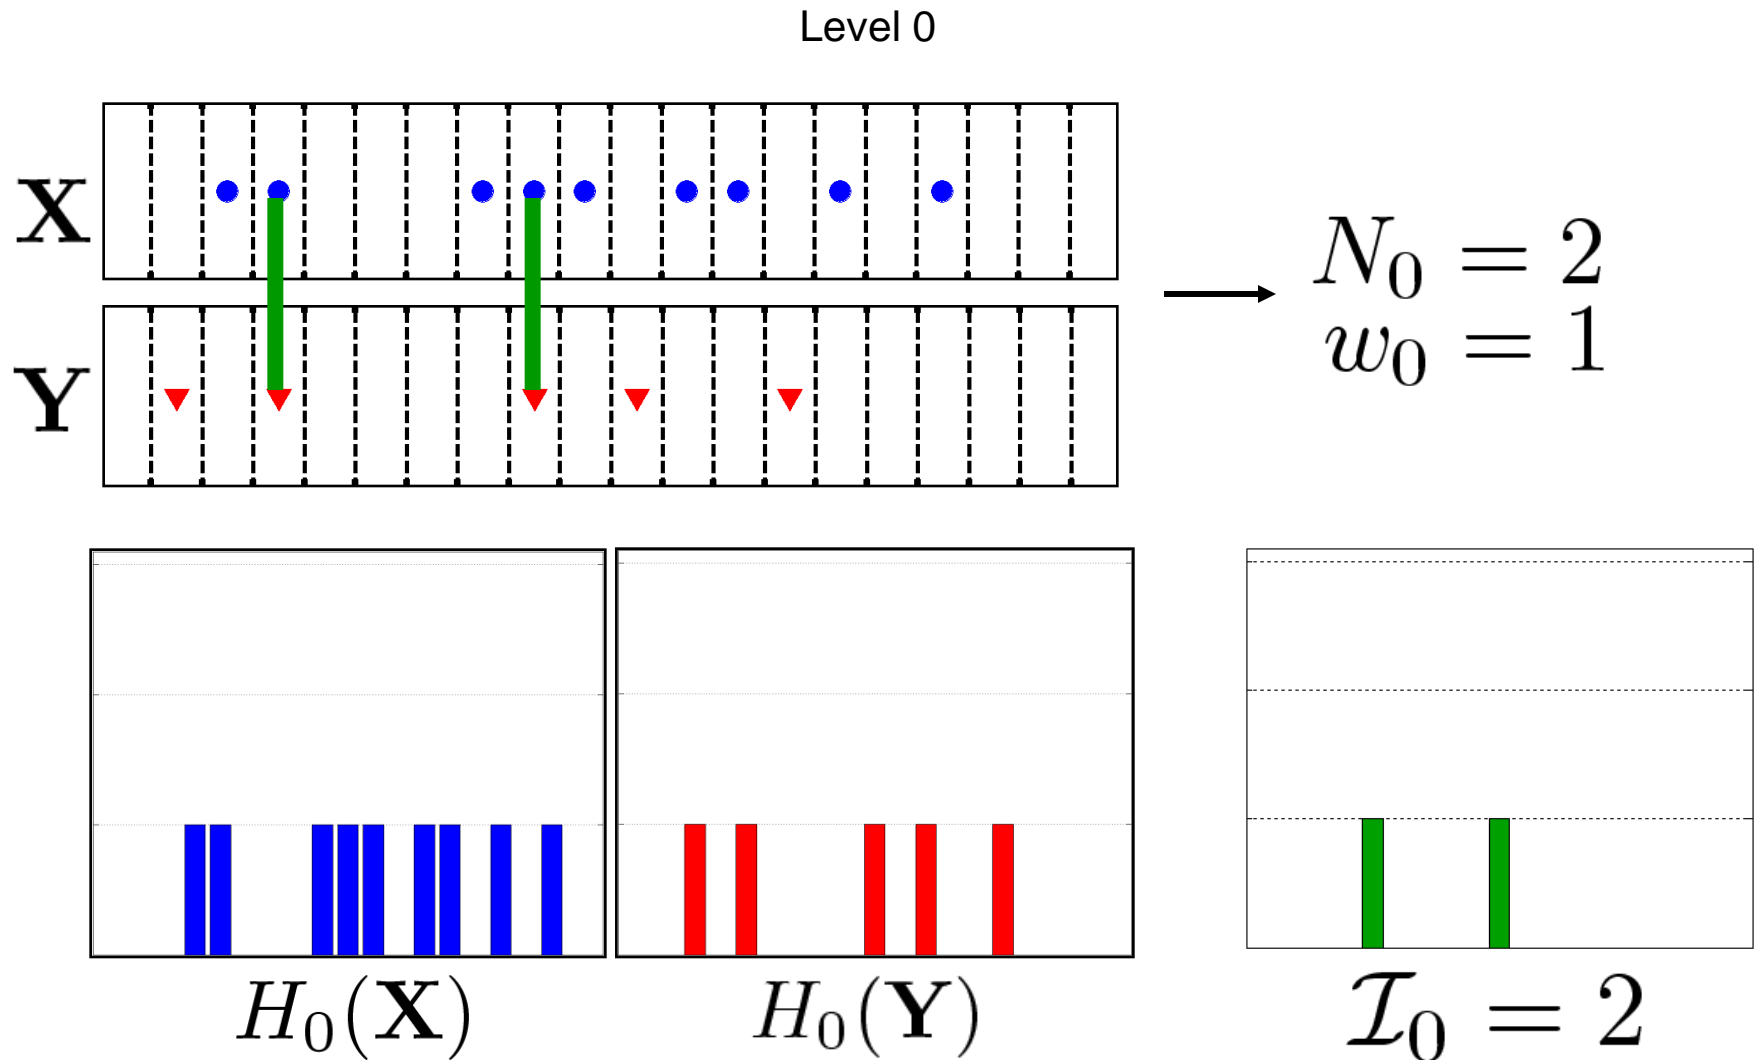 Level 0
X
Y
N₀ = 2
w₀ = 1
H₀(X)
H₀(Y)
𝓘₀ = 2